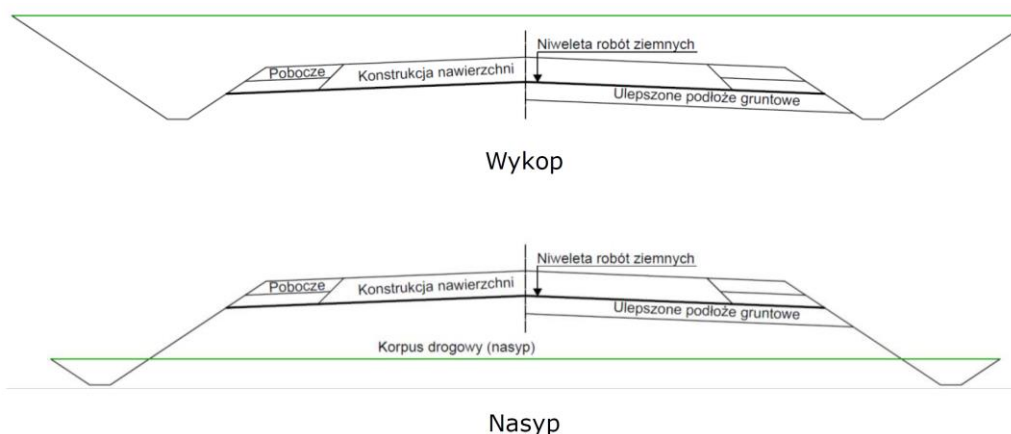 Niweleta robót ziemnych
Pobocze
Konstrukcja nawierzchni
Ulepszone podłoże gruntowe
Wykop
Niweleta robót ziemnych
Pobocze
Konstrukcja nawierzchni
Ulepszone podłoże gruntowe
Korpus drogowy (nasyp)
Nasyp